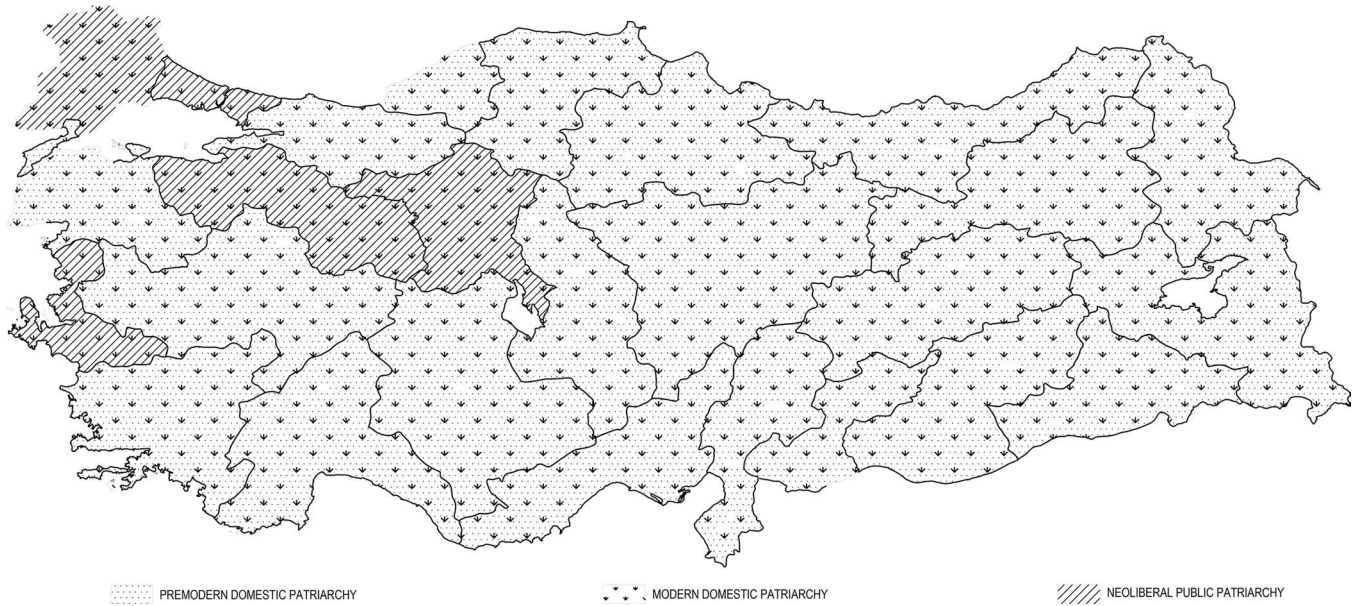 PREMODERN DOMESTIC PATRIARCHY
MODERN DOMESTIC PATRIARCHY
NEOLIBERAL PUBLIC PATRIARCHY